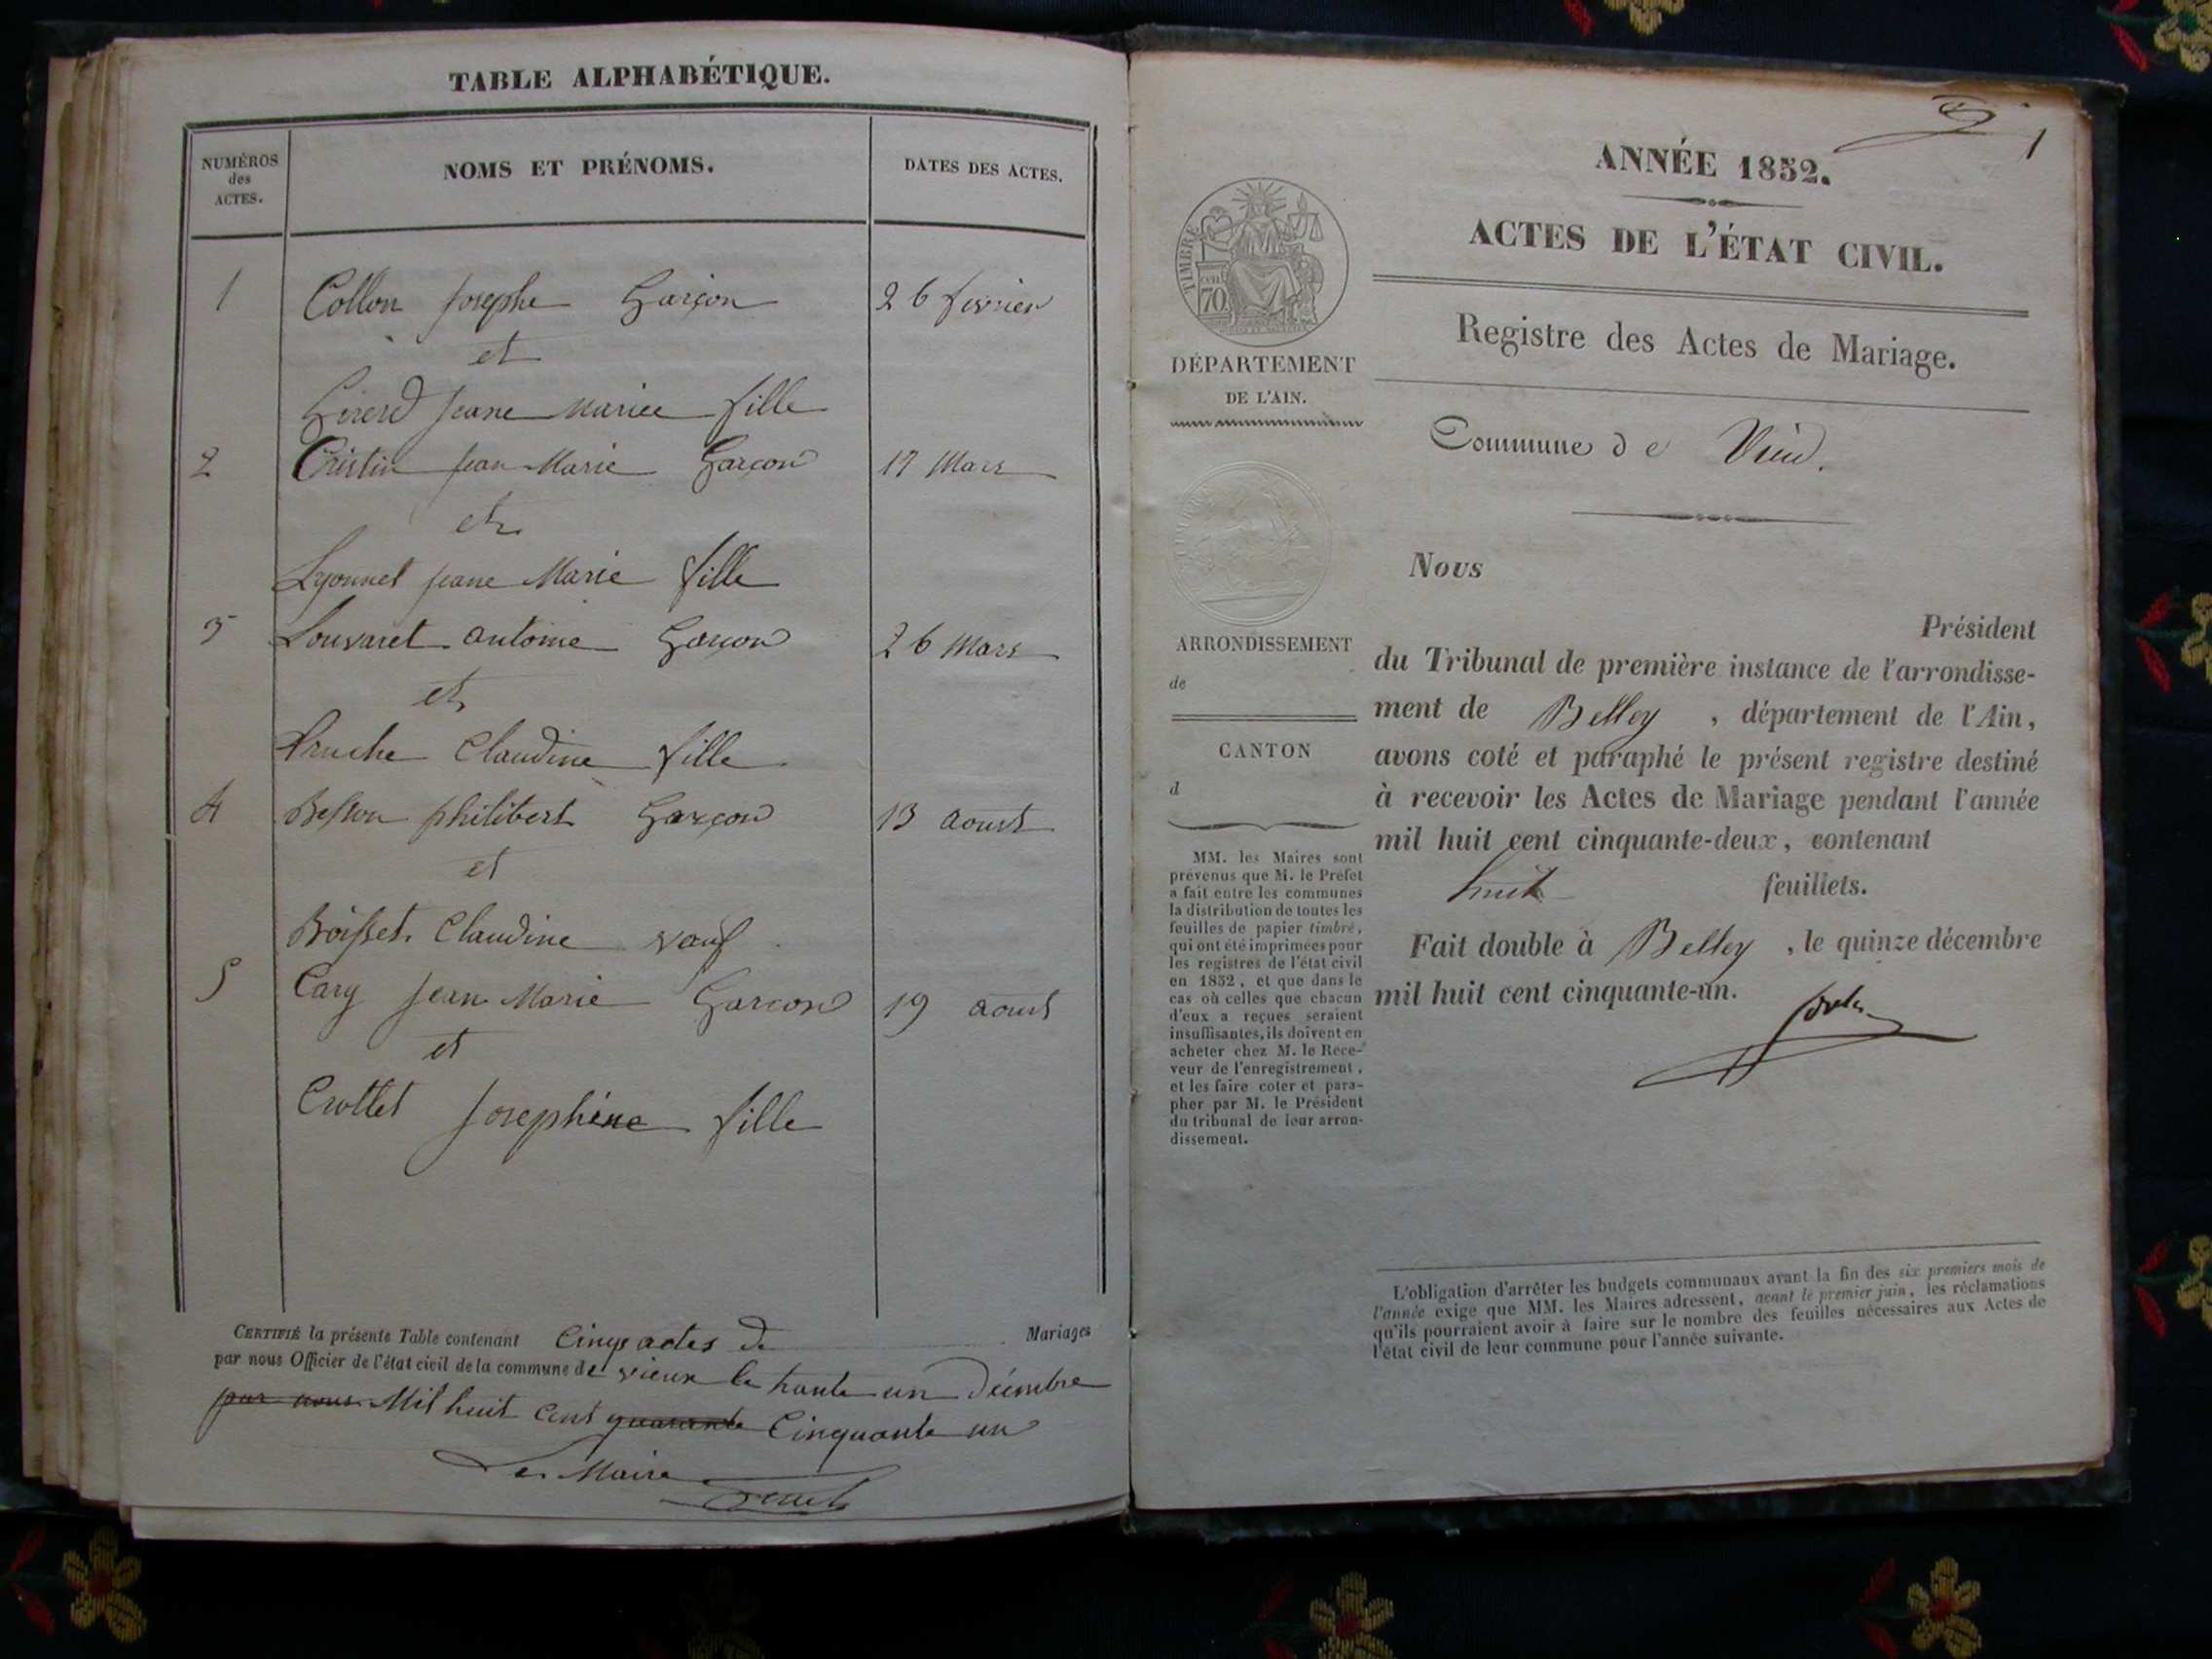 TABLE ALPHABÉTIQUE.
NUMÉROS
des
ACTES.
NOMS ET PRÉNOMS.
DATES DES ACTES.
1 Collon Josephe Garçon 26 fevrier
et
Girerd Jeane Mariee fille
2 Cristin Jean Marie Garçon 17 Mars
et
Lyonnet Jeane Marie fille
3 Louvaret antoine Garçon 26 Mars
et
Claudine fille
4 Besson philibert Garçon 13 aoust
et
Boisset Claudine
5 Cary Jean Marie Garcon 19 aout
et
Crottet Josephine fille
CERTIFIÉ la présente Table contenant Cinq actes de Mariages
par nous Officier de l'état civil de la commune de vieux le trante un Décembre
par nous Mil huit cent quarante Cinquante un
Le Maire
1
ANNÉE 1852.
ACTES DE L'ÉTAT CIVIL.
Registre des Actes de Mariage.
TIMBRE
70
DÉPARTEMENT
DE L'AIN.
ARRONDISSEMENT
de
CANTON
d
MM. les Maires sont
prévenus que M. le Préfet
a fait entre les communes
la distribution de toutes les
feuilles de papier timbré,
qui ont été imprimées pour
les registres de l'état civil
en 1852, et que dans le
cas où celles que chacun
d'eux a reçues seraient
insuffisantes, ils doivent en
acheter chez M. le Rece-
veur de l'enregistrement,
et les faire coter et para-
pher par M. le Président
du tribunal de leur arron-
dissement.
Commune de Vieu.
Nous
Président
du Tribunal de première instance de l'arrondisse-
ment de Belley, département de l'Ain,
avons coté et paraphé le présent registre destiné
à recevoir les Actes de Mariage pendant l'année
mil huit cent cinquante-deux, contenant
huit feuillets.
Fait double à Belley, le quinze décembre
mil huit cent cinquante-un.
L'obligation d'arrêter les budgets communaux avant la fin des six premiers mois de
l'année exige que MM. les Maires adressent, avant le premier juin, les réclamations
qu'ils pourraient avoir à faire sur le nombre des feuilles nécessaires aux Actes de
l'état civil de leur commune pour l'année suivante.